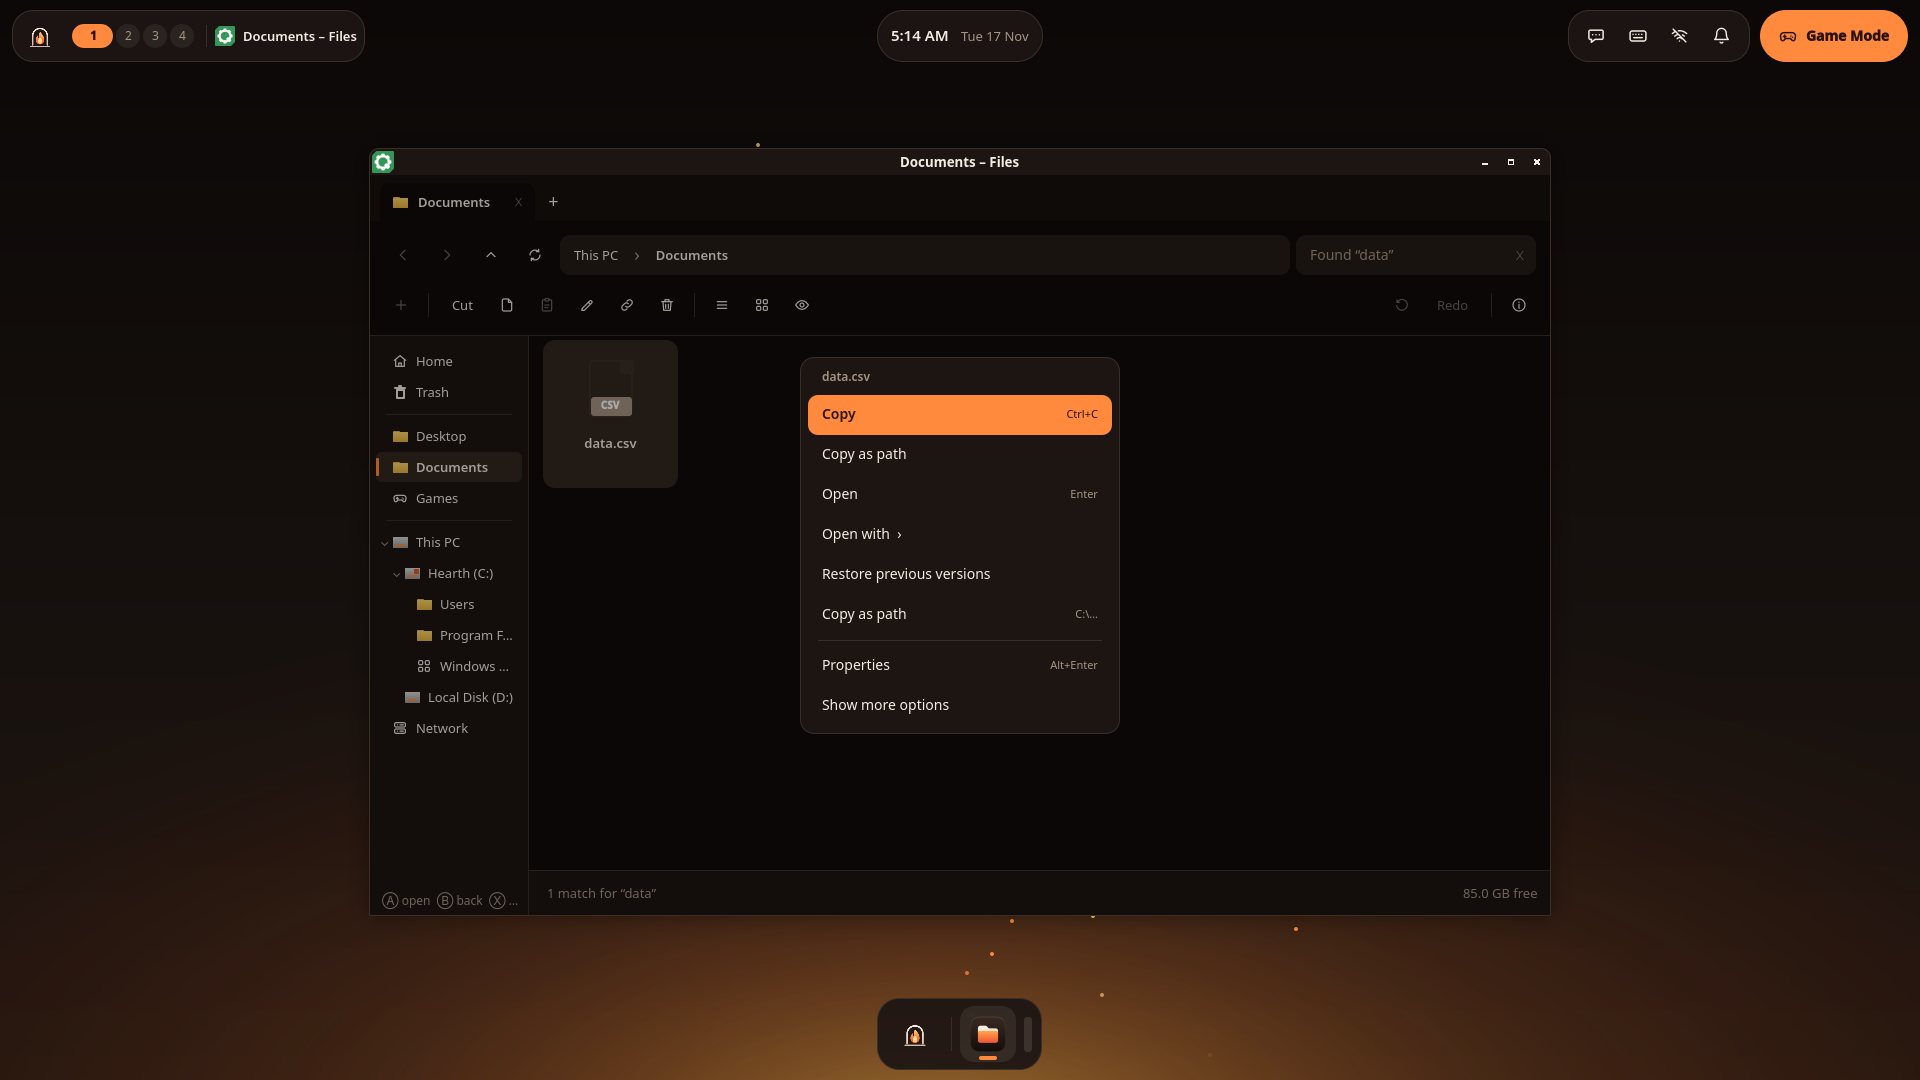 1 2 3 4 Documents – Files
5:14 AM Tue 17 Nov
Game Mode
Documents – Files
Documents X +
This PC › Documents
Found “data” X
Cut
Redo
Home
Trash
Desktop
Documents
Games
This PC
Hearth (C:)
Users
Program F...
Windows ...
Local Disk (D:)
Network
A open B back X ...
CSV
data.csv
data.csv
Copy Ctrl+C
Copy as path
Open Enter
Open with ›
Restore previous versions
Copy as path C:\...
Properties Alt+Enter
Show more options
1 match for “data”
85.0 GB free